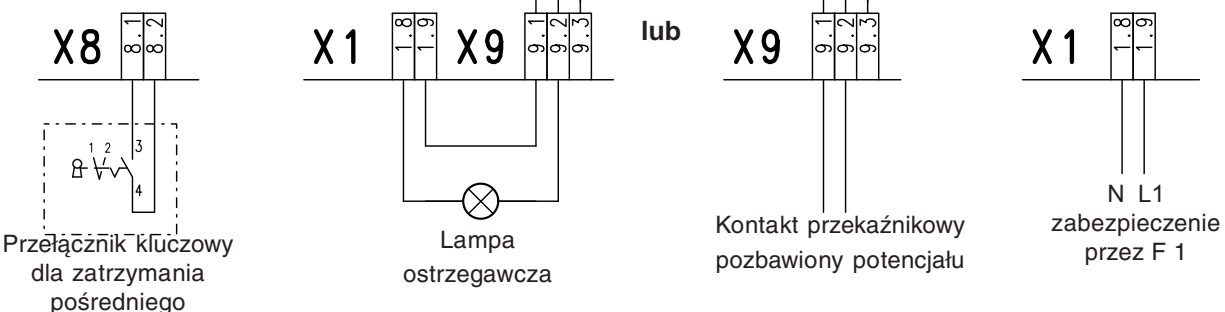 X8 8.1 8.2
X1 1.8 1.9 X9 9.1 9.2 9.3
lub
X9 9.1 9.2 9.3
X1 1.8 1.9
1 2 3
4
Przełącznik kluczowy
dla zatrzymania
pośredniego
Lampa
ostrzegawcza
Kontakt przekaźnikowy
pozbawiony potencjału
N L1
zabezpieczenie
przez F 1